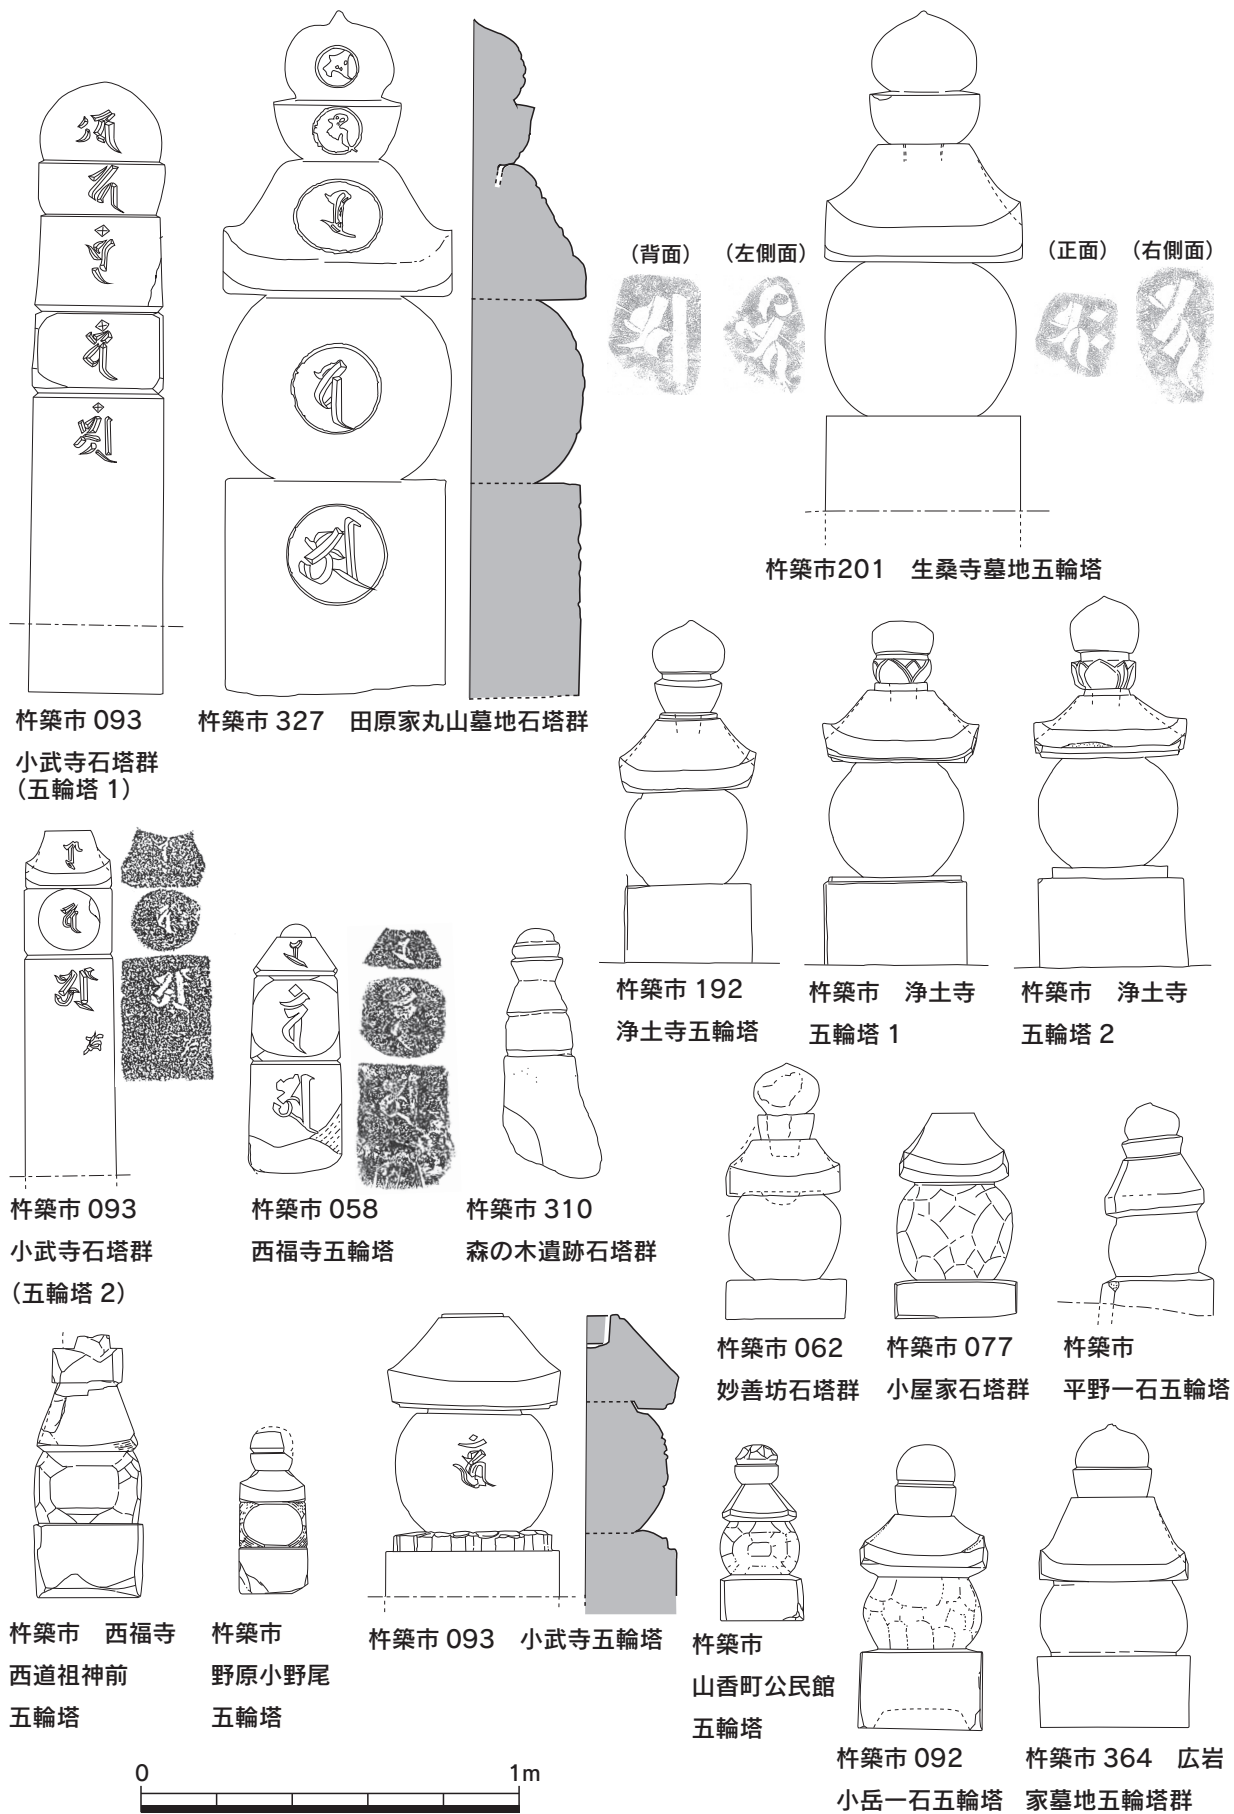 (背面)
(左側面)
(正面)
(右側面)
杵築市201　生桑寺墓地五輪塔
杵築市 093
小武寺石塔群
(五輪塔 1)
杵築市 327　田原家丸山墓地石塔群
杵築市 192
浄土寺五輪塔
杵築市　浄土寺
五輪塔 1
杵築市　浄土寺
五輪塔 2
杵築市 093
小武寺石塔群
(五輪塔 2)
杵築市 058
西福寺五輪塔
杵築市 310
森の木遺跡石塔群
杵築市 062
妙善坊石塔群
杵築市 077
小屋家石塔群
杵築市
平野一石五輪塔
杵築市　西福寺
西道祖神前
五輪塔
杵築市
野原小野尾
五輪塔
杵築市 093　小武寺五輪塔
杵築市
山香町公民館
五輪塔
杵築市 092
小岳一石五輪塔
杵築市 364　広岩
家墓地五輪塔群
0
1m